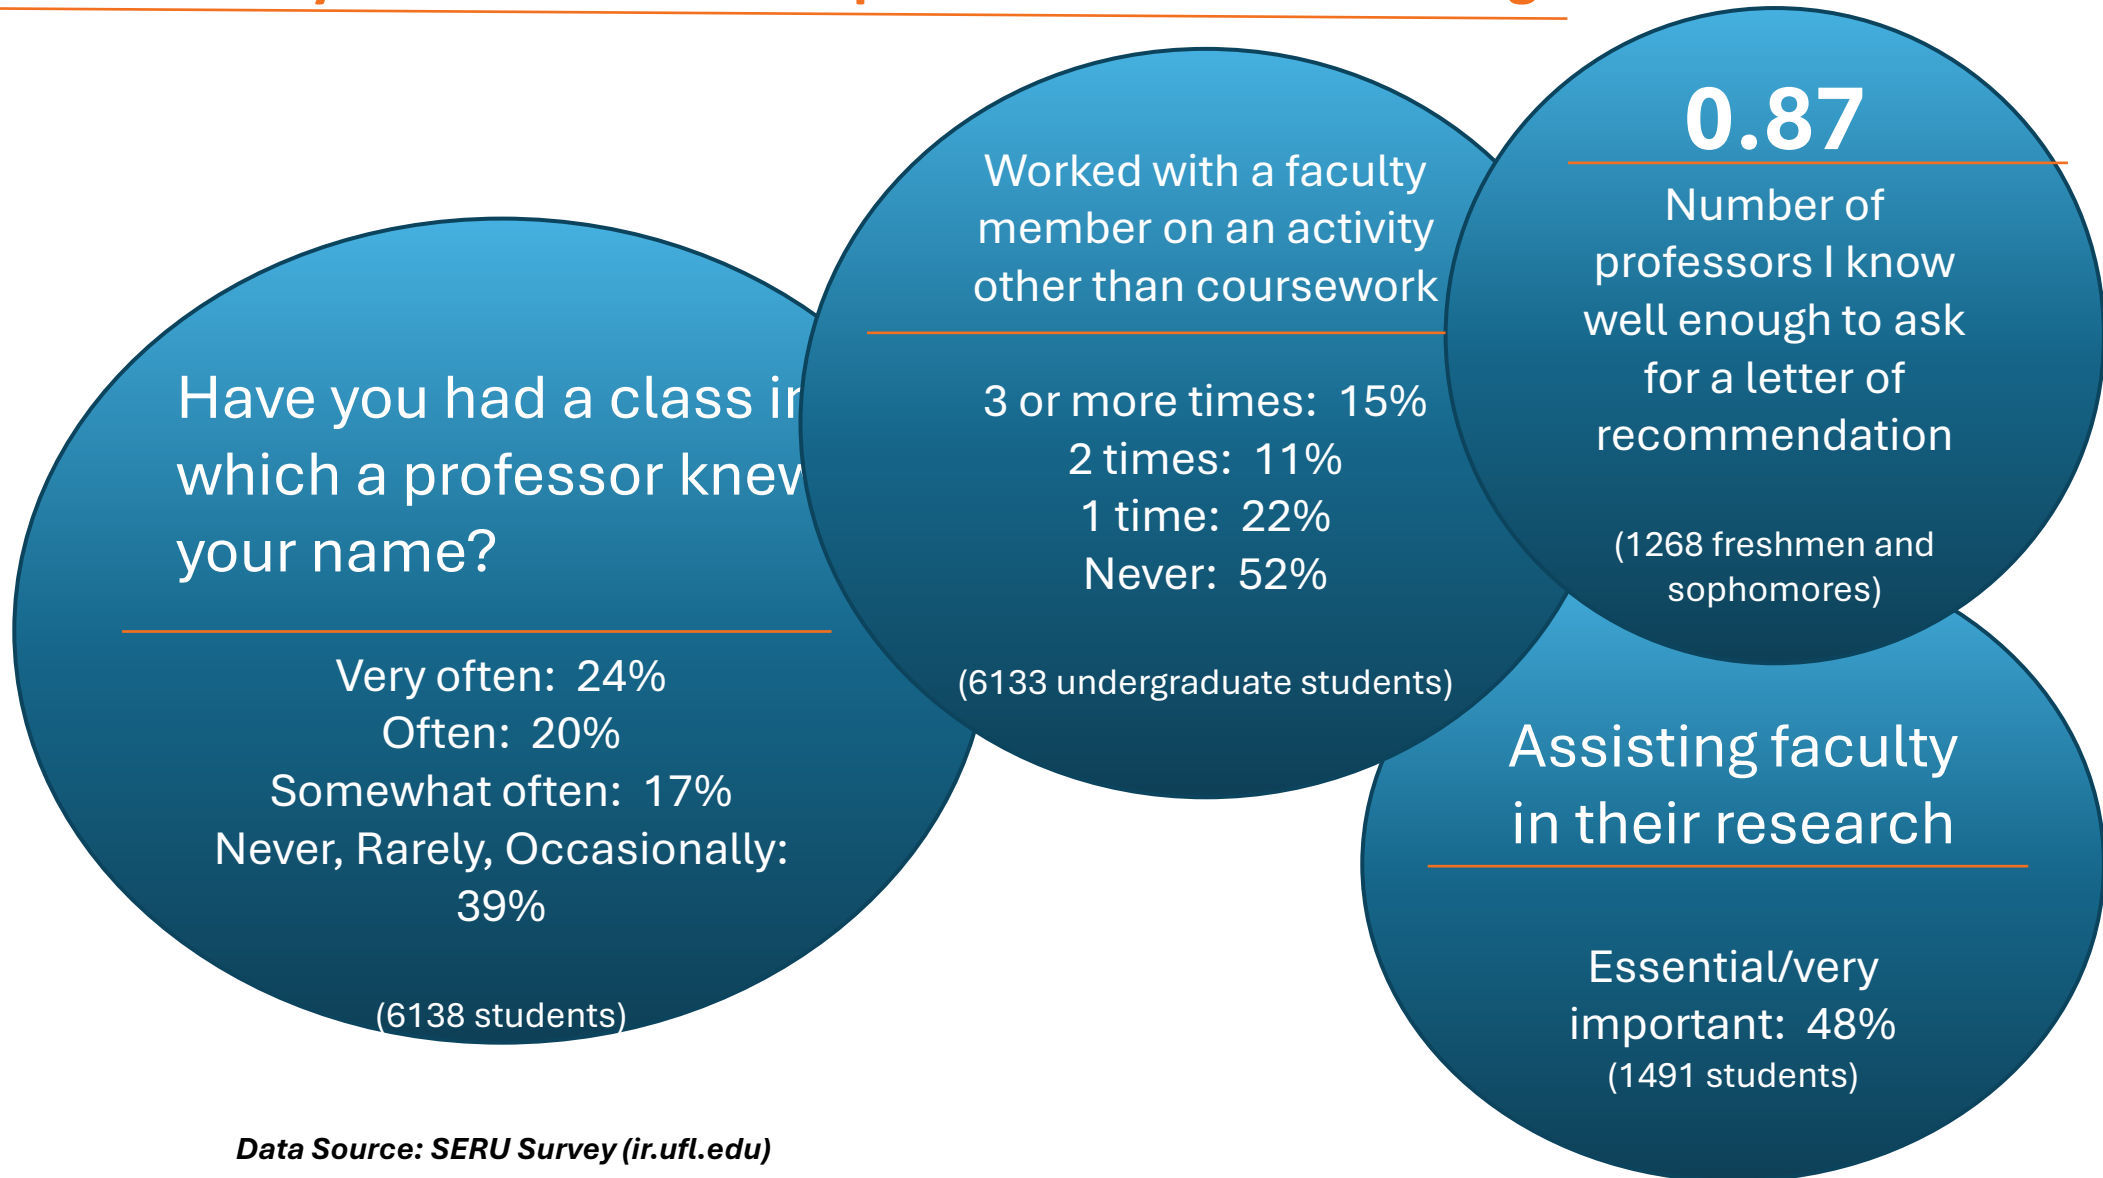 Have you had a class
which a professor
your name?
Very often: 24%
Often: 20%
Somewhat often: 17%
Never, Rarely, Occasionally:
39%
(6138 students)
Worked with a faculty
member on an activity
other than coursework
3 or more times: 15%
2 times: 11%
1 time: 22%
Never: 52%
(6133 undergraduate students)
0.87
Number of
professors I know
well enough to ask
for a letter of
recommendation
(1268 freshmen and
sophomores)
Assisting faculty
in their research
Essential/very
important: 48%
(1491 students)
Data Source: SERU Survey (ir.ufl.edu)